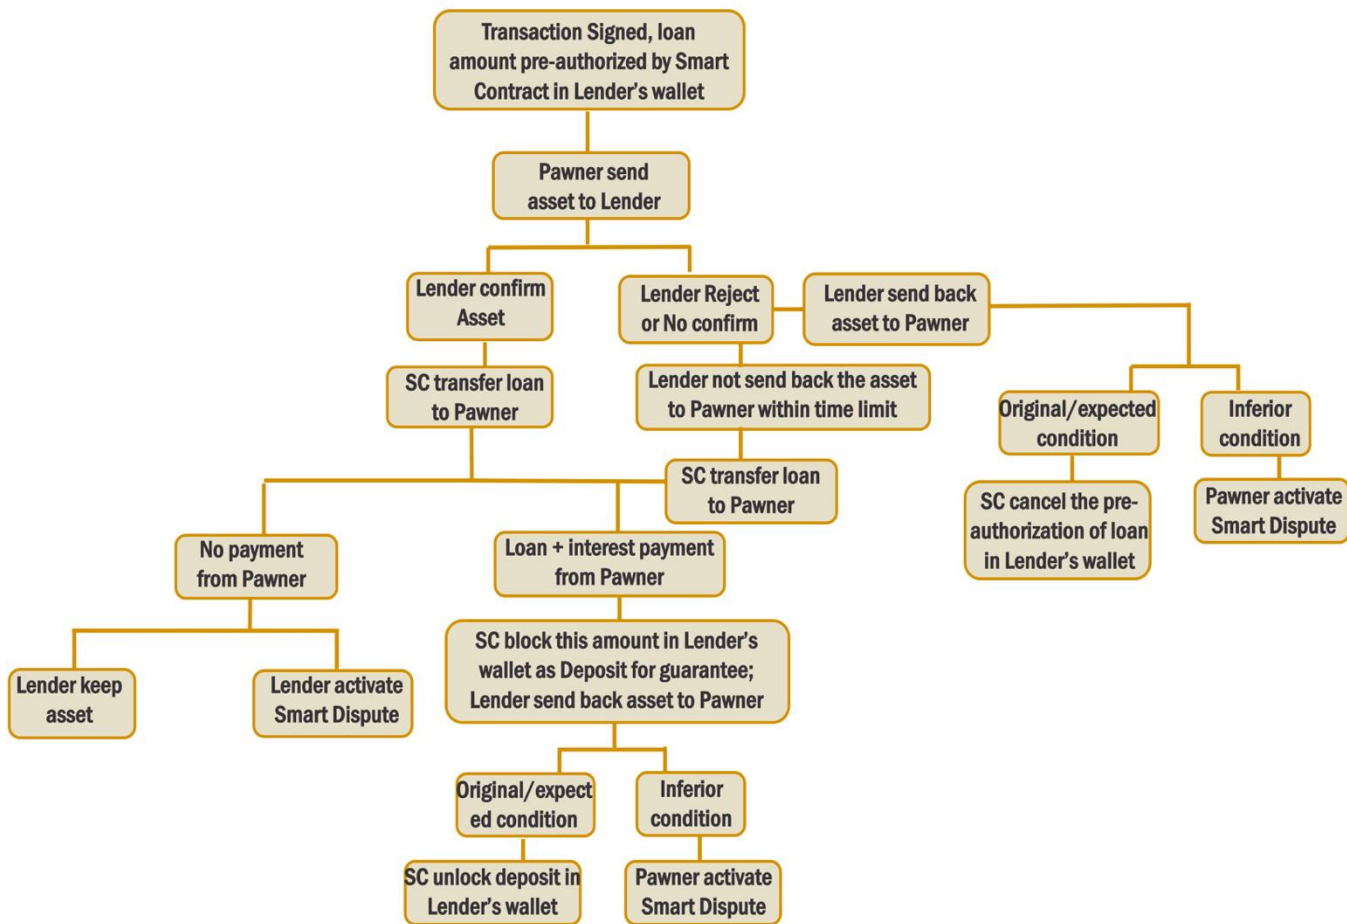 Transaction Signed, loan
amount pre-authorized by Smart
Contract in Lender's wallet
Pawner send
asset to Lender
Lender confirm
Asset
Lender Reject
or No confirm
Lender send back
asset to Pawner
SC transfer loan
to Pawner
Lender not send back the asset
to Pawner within time limit
Original/expected
condition
Inferior
condition
SC transfer loan
to Pawner
SC cancel the pre-
authorization of loan
in Lender's wallet
Pawner activate
Smart Dispute
No payment
from Pawner
Loan + interest payment
from Pawner
SC block this amount in Lender's
wallet as Deposit for guarantee;
Lender send back asset to Pawner
Lender keep
asset
Lender activate
Smart Dispute
Original/expect
ed condition
Inferior
condition
SC unlock deposit in
Lender's wallet
Pawner activate
Smart Dispute